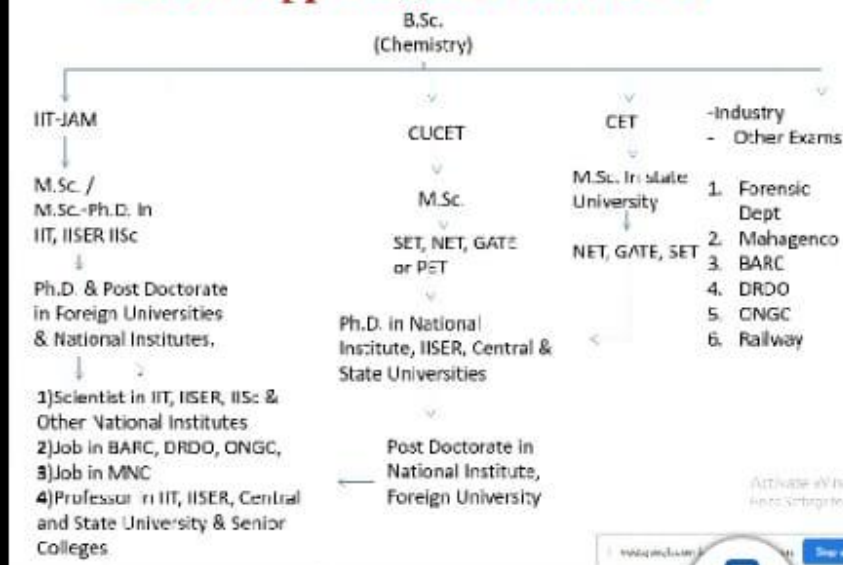 B.Sc.
(Chemistry)
IIT-JAM
M.Sc. /
M.Sc.-Ph.D. In
IIT, IISER IISc
Ph.D. & Post Doctorate
in Foreign Universities
& National Institutes.
1)Scientist in IIT, IISER, IISc &
Other National Institutes
2)Job in BARC, DRDO, ONGC,
3)Job in MNC
4)Professor in IIT, IISER, Central
and State University & Senior
Colleges
CUCET
M.Sc.
SET, NET, GATE
or PET
Ph.D. in National
Institute, IISER, Central &
State Universities
Post Doctorate in
National Institute,
Foreign University
CET
M.Sc. In state
University
NET, GATE, SET
-Industry
- Other Exams
1. Forensic
Dept
2. Mahagenco
3. BARC
4. DRDO
5. ONGC
6. Railway
Activate